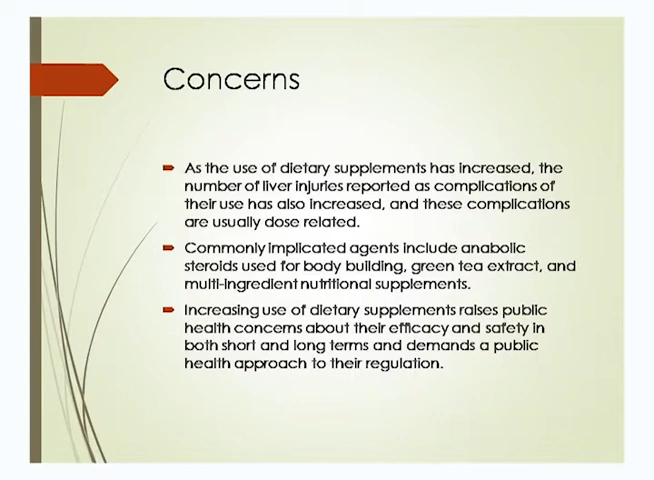 Concerns
As the use of dietary supplements has increased, the
number of liver injuries reported as complications of
their use has also increased, and these complications
are usually dose related.
Commonly implicated agents include anabolic
steroids used for body building, green tea extract, and
multi-ingredient nutritional supplements.
Increasing use of dietary supplements raises public
health concerns about their efficacy and safety in
both short and long terms and demands a public
health approach to their regulation.